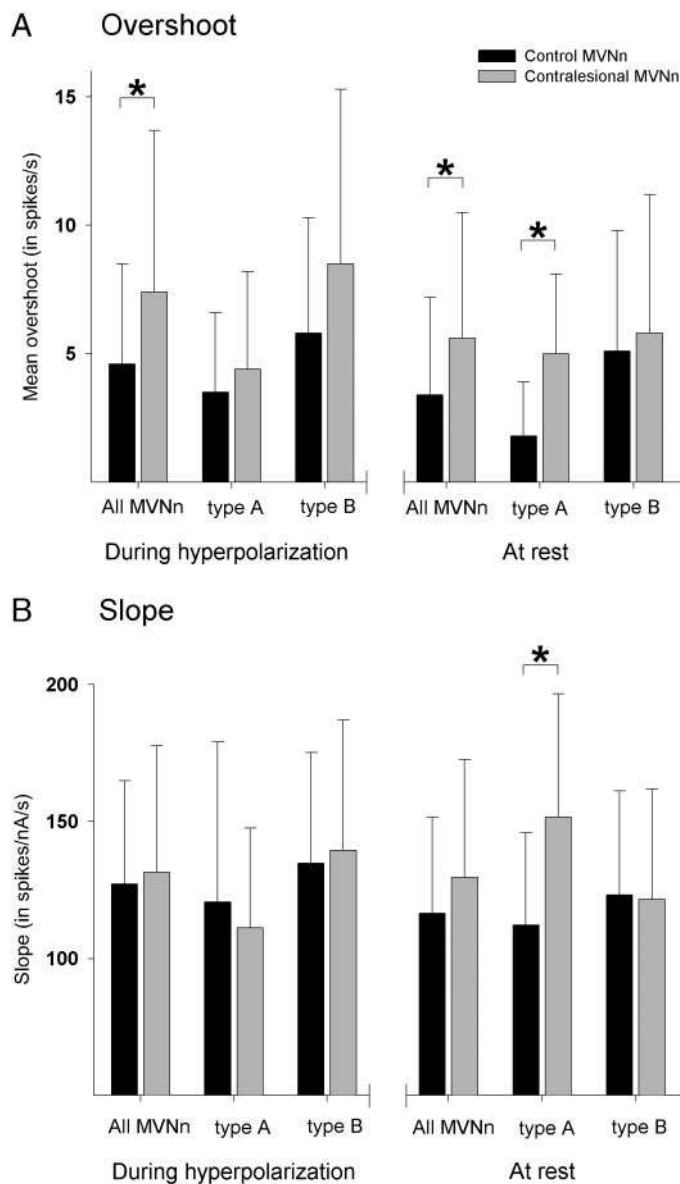 A Overshoot
Control MVNn
Contralesional MVNn
Mean overshoot (in spikes/s)
15
10
5
*
*
*
All MVNn type A type B All MVNn type A type B
During hyperpolarization At rest
B Slope
Slope (in spikes/nA/s)
200
150
100
*
All MVNn type A type B All MVNn type A type B
During hyperpolarization At rest